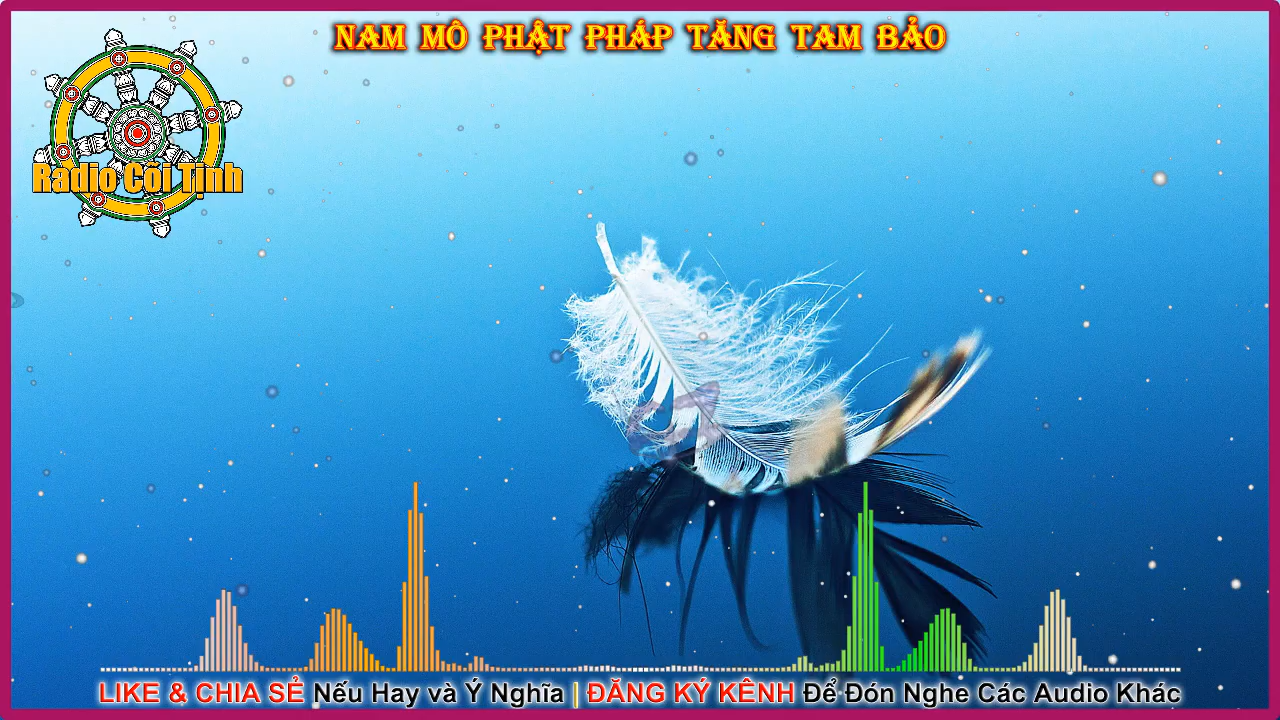 NAM MÔ PHẬT PHÁP TĂNG TAM BẢO
Radio Cõi Tịnh
LIKE & CHIA SẺ Nếu Hay và Ý Nghĩa | ĐĂNG KÝ KÊNH Để Đón Nghe Các Audio Khác